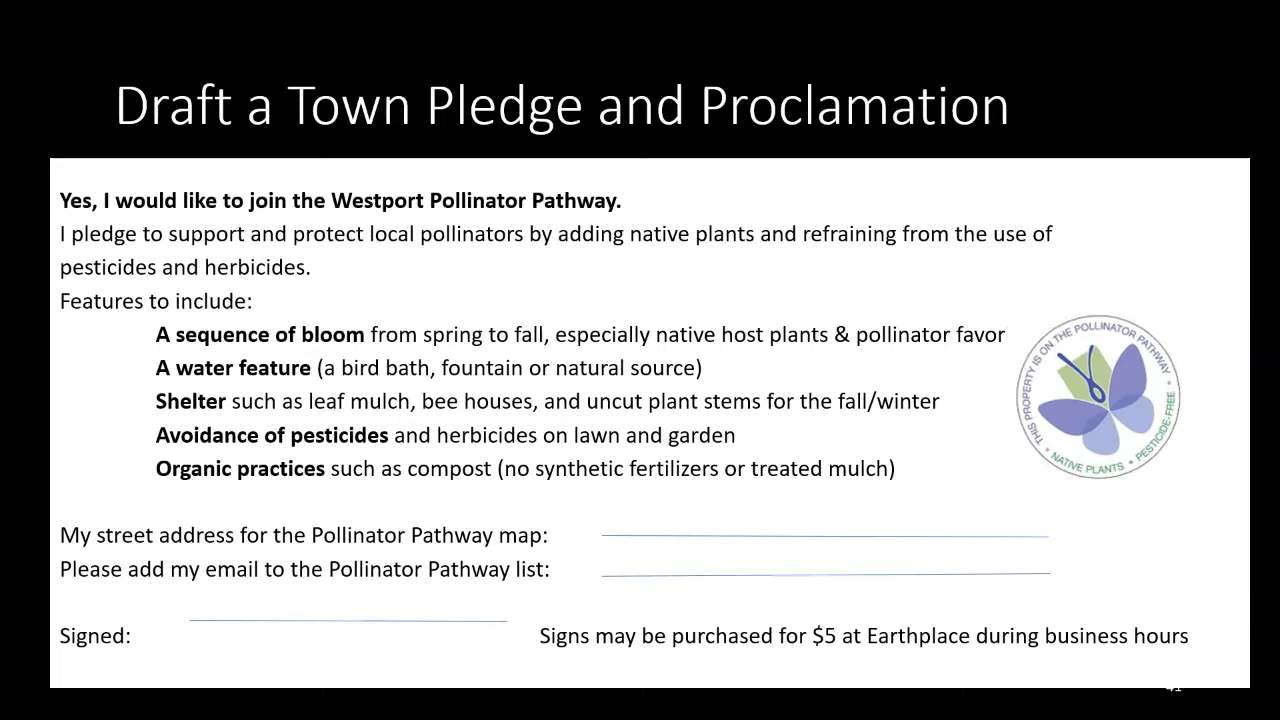 Draft a Town Pledge and Proclamation
Yes, I would like to join the Westport Pollinator Pathway.
I pledge to support and protect local pollinators by adding native plants and refraining from the use of
pesticides and herbicides.
Features to include:
A sequence of bloom from spring to fall, especially native host plants & pollinator favor
A water feature (a bird bath, fountain or natural source)
Shelter such as leaf mulch, bee houses, and uncut plant stems for the fall/winter
Avoidance of pesticides and herbicides on lawn and garden
Organic practices such as compost (no synthetic fertilizers or treated mulch)
THIS PROPERTY IS ON THE POLLINATOR PATHWAY
• NATIVE PLANTS • PESTICIDE-FREE •
My street address for the Pollinator Pathway map:
Please add my email to the Pollinator Pathway list:
Signed:
Signs may be purchased for $5 at Earthplace during business hours
41